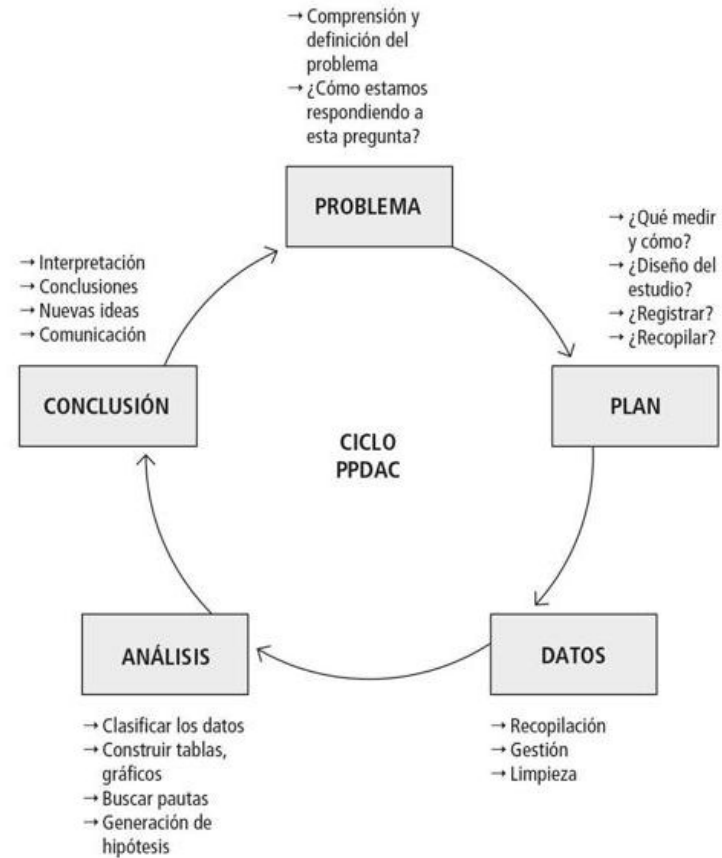 → Comprensión y
definición del
problema
→ ¿Cómo estamos
respondiendo a
esta pregunta?
PROBLEMA
→ ¿Qué medir
y cómo?
→ ¿Diseño del
estudio?
→ ¿Registrar?
→ ¿Recopilar?
PLAN
→ Interpretación
→ Conclusiones
→ Nuevas ideas
→ Comunicación
CONCLUSIÓN
CICLO
PPDAC
DATOS
→ Recopilación
→ Gestión
→ Limpieza
ANÁLISIS
→ Clasificar los datos
→ Construir tablas,
gráficos
→ Buscar pautas
→ Generación de
hipótesis